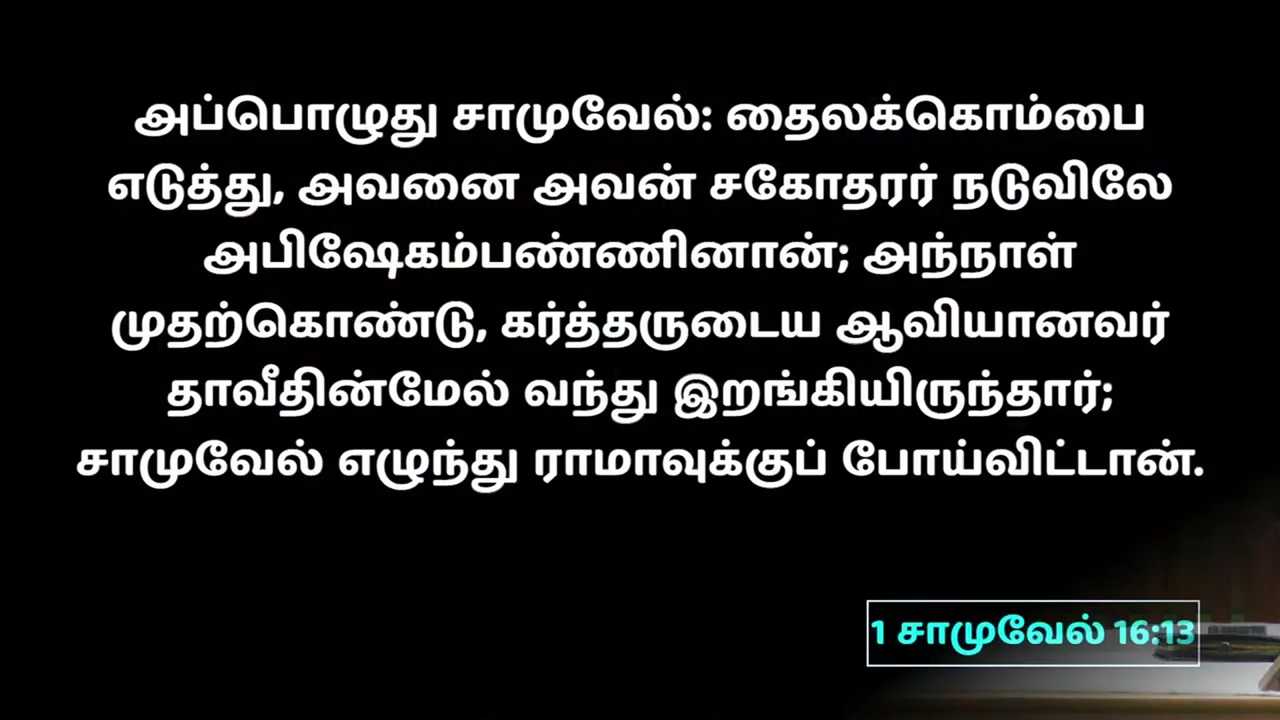 அப்பொழுது சாமுவேல்: தைலக்கொம்பை
எடுத்து, அவனை அவன் சகோதரர் நடுவிலே
அபிஷேகம்பண்ணினான்; அந்நாள்
முதற்கொண்டு, கர்த்தருடைய ஆவியானவர்
தாவீதின்மேல் வந்து இறங்கியிருந்தார்;
சாமுவேல் எழுந்து ராமாவுக்குப் போய்விட்டான்.
1 சாமுவேல் 16:13